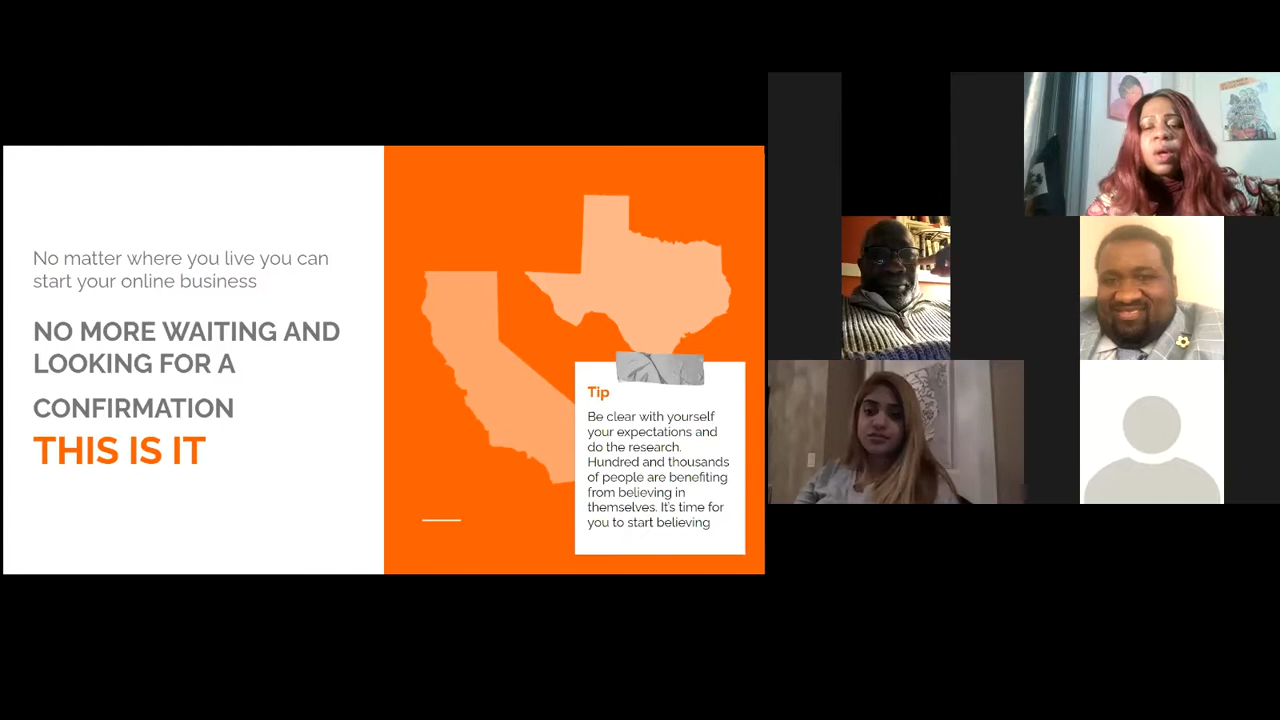 No matter where you live you can
start your online business
NO MORE WAITING AND
LOOKING FOR A
CONFIRMATION
THIS IS IT
Tip
Be clear with yourself
your expectations and
do the research.
Hundred and thousands
of people are benefiting
from believing in
themselves. It's time for
you to start believing